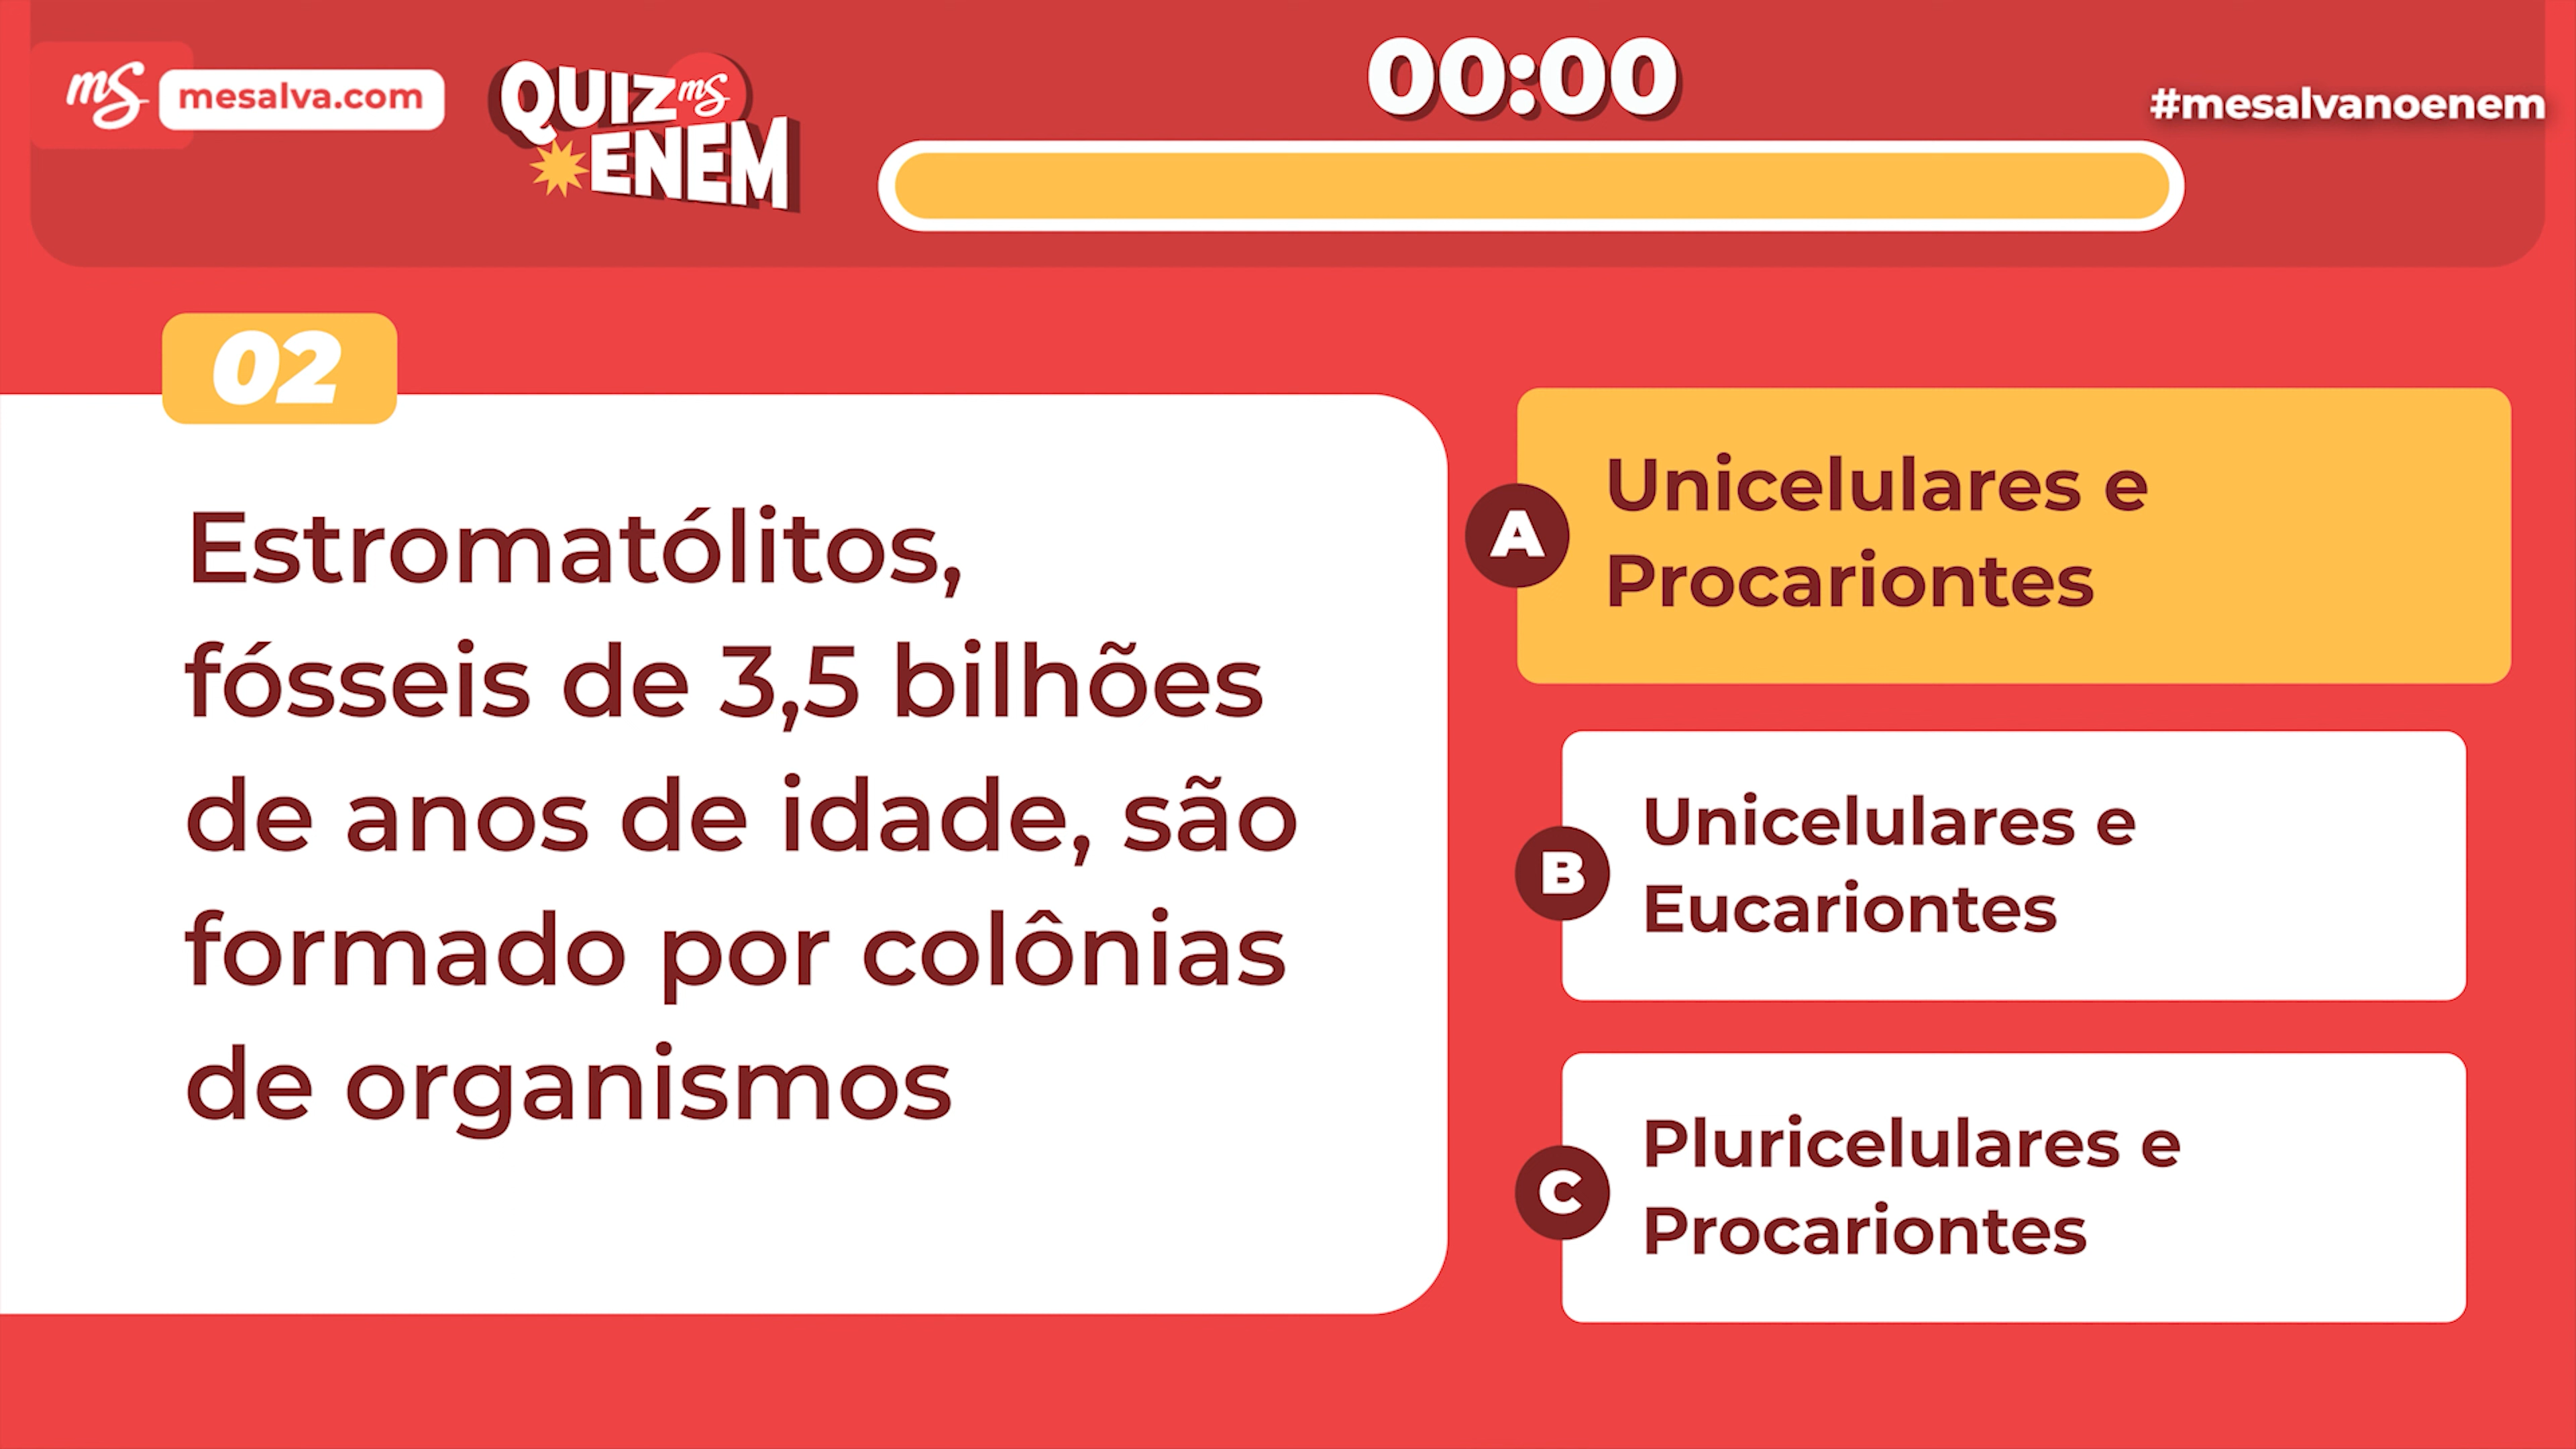 ms mesalva.com
QUIZ ms
ENEM
00:00
#mesalvanoenem
02
Estromatólitos,
fósseis de 3,5 bilhões
de anos de idade, são
formado por colônias
de organismos
A
Unicelulares e
Procariontes
B
Unicelulares e
Eucariontes
C
Pluricelulares e
Procariontes